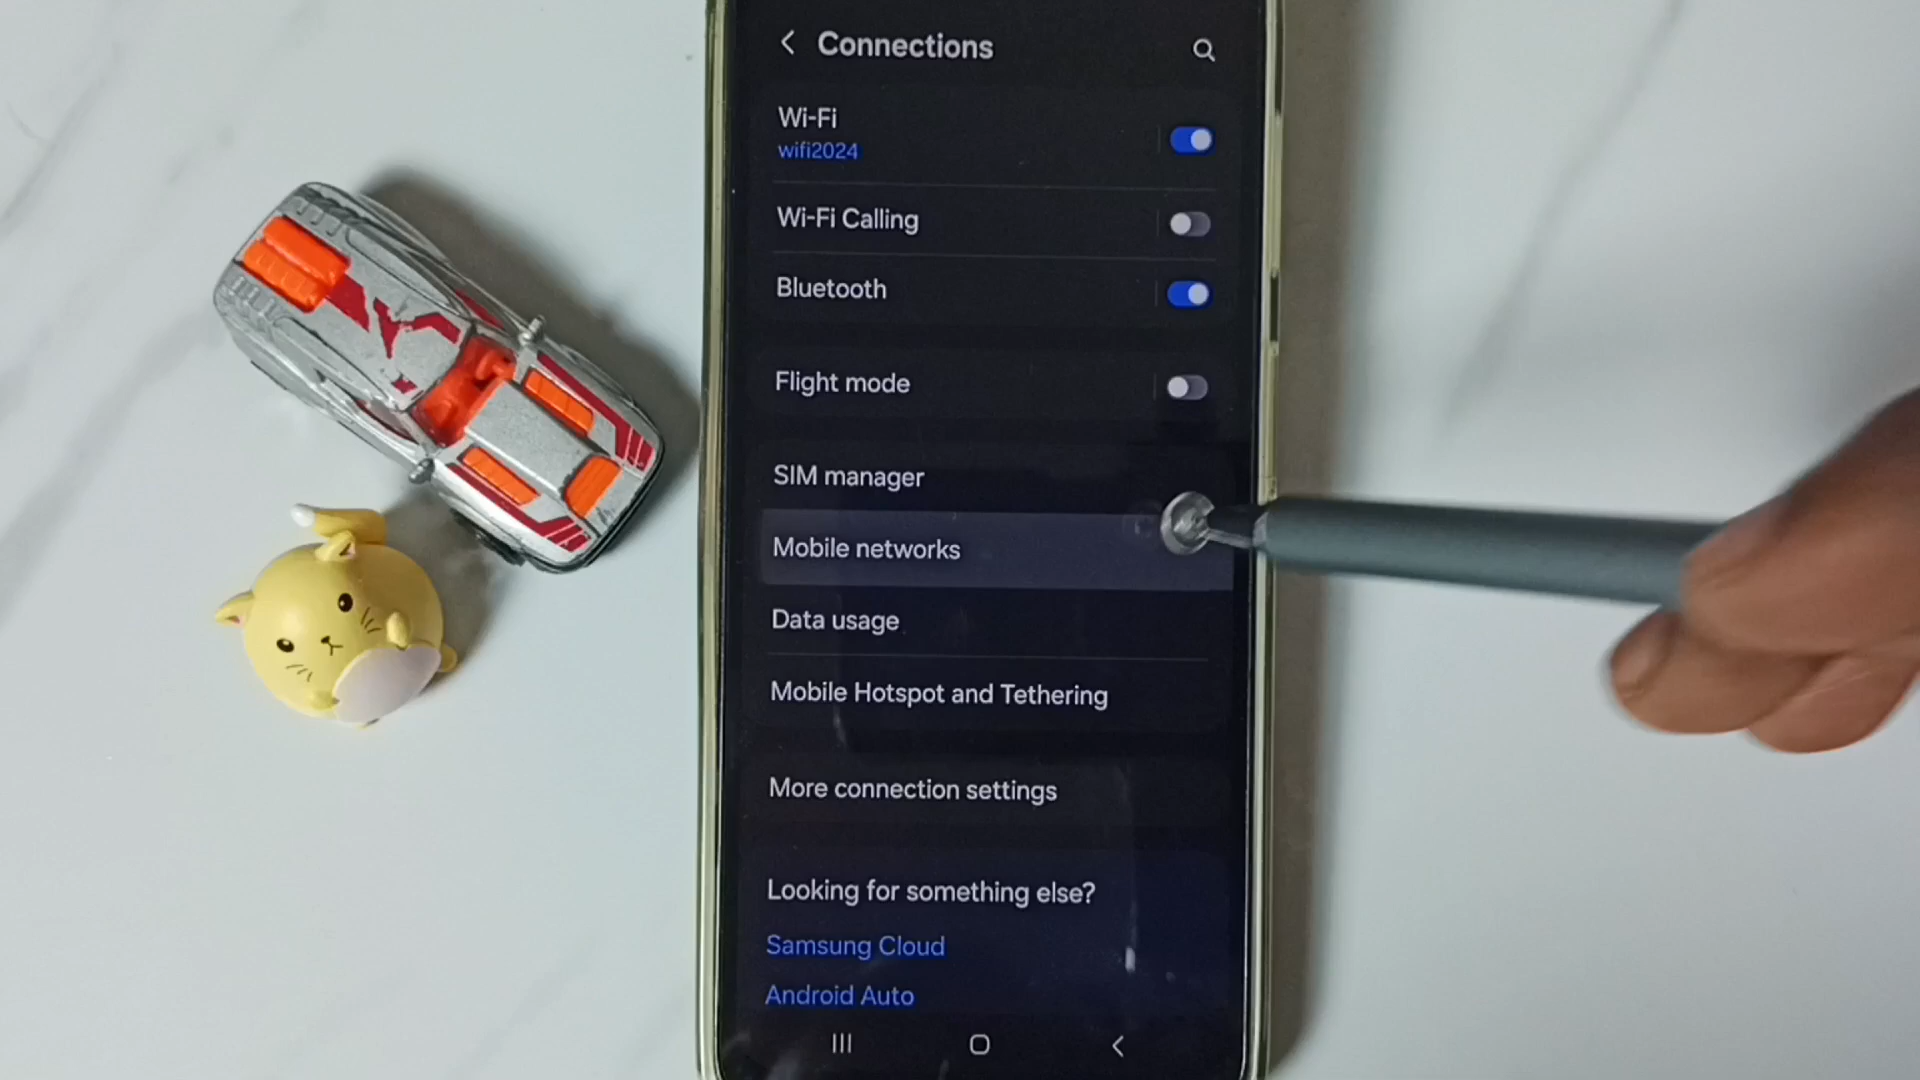 Connections
Wi-Fi
wifi2024
Wi-Fi Calling
Bluetooth
Flight mode
SIM manager
Mobile networks
Data usage
Mobile Hotspot and Tethering
More connection settings
Looking for something else?
Samsung Cloud
Android Auto